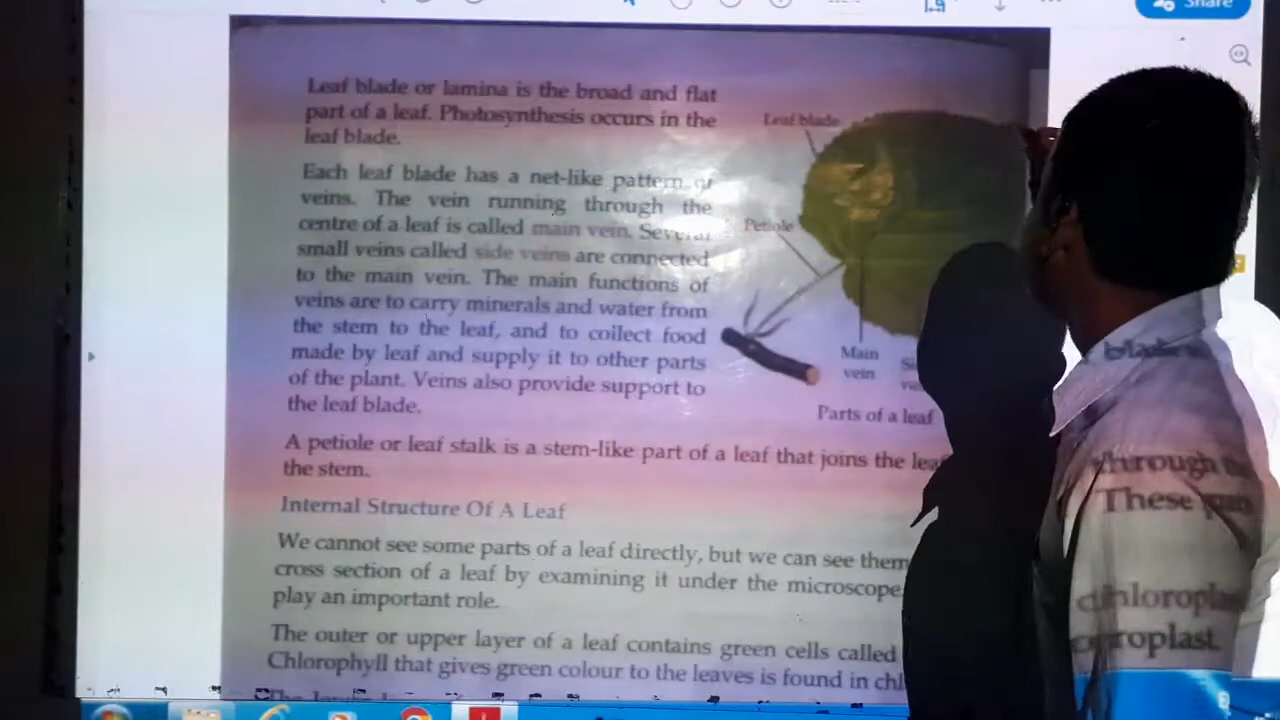 Share
Leaf blade or lamina is the broad and flat
part of a leaf. Photosynthesis occurs in the
leaf blade.
Each leaf blade has a net-like pattern of
veins. The vein running through the
centre of a leaf is called main vein. Several
small veins called side veins are connected
to the main vein. The main functions of
veins are to carry minerals and water from
the stem to the leaf, and to collect food
made by leaf and supply it to other parts
of the plant. Veins also provide support to
the leaf blade.
Leaf blade
Petiole
Main
vein
Parts of a leaf
A petiole or leaf stalk is a stem-like part of a leaf that joins the leaf
the stem.
Internal Structure Of A Leaf
We cannot see some parts of a leaf directly, but we can see them
cross section of a leaf by examining it under the microscope
play an important role.
The outer or upper layer of a leaf contains green cells called
Chlorophyll that gives green colour to the leaves is found in chl
blade
through
These